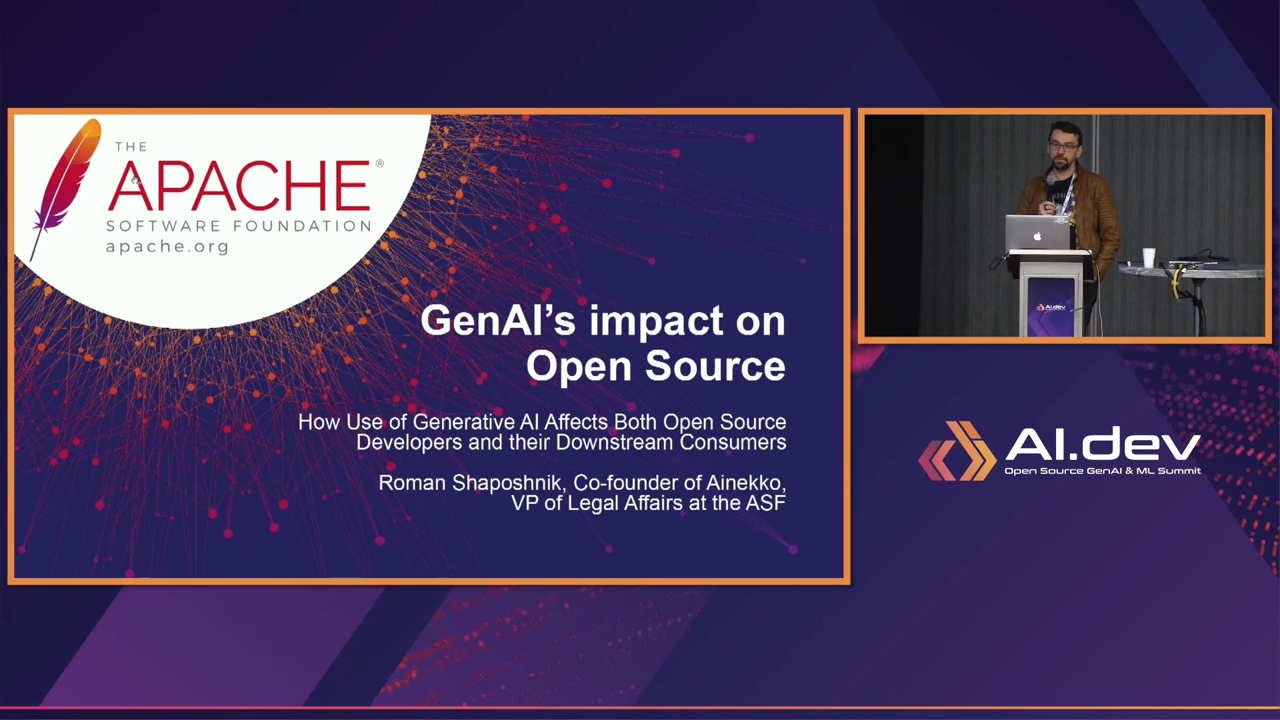 THE
APACHE®
SOFTWARE FOUNDATION
apache.org
GenAI’s impact on
Open Source
How Use of Generative AI Affects Both Open Source
Developers and their Downstream Consumers
Roman Shaposhnik, Co-founder of Ainekko,
VP of Legal Affairs at the ASF
AI.dev
AI.dev
Open Source GenAI & ML Summit